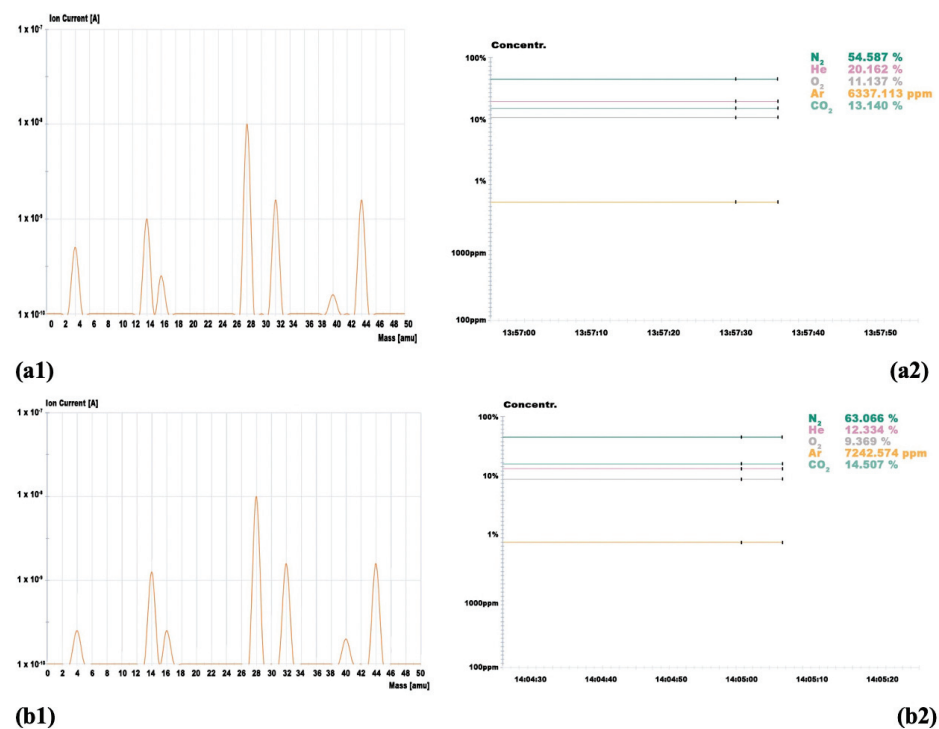 Ion Current [A]
1 x 10⁻⁷
1 x 10⁻⁸
1 x 10⁻⁹
1 x 10⁻¹⁰
0 2 4 6 8 10 12 14 16 18 20 22 24 26 28 30 32 34 36 38 40 42 44 46 48 50
Mass [amu]
(a1)
Concentr.
100%
10%
1%
1000ppm
100ppm
13:57:00 13:57:10 13:57:20 13:57:30 13:57:40 13:57:50
N₂ 54.587 %
He 20.162 %
O₂ 11.137 %
Ar 6337.113 ppm
CO₂ 13.140 %
(a2)
Ion Current [A]
1 x 10⁻⁷
1 x 10⁻⁸
1 x 10⁻⁹
1 x 10⁻¹⁰
0 2 4 6 8 10 12 14 16 18 20 22 24 26 28 30 32 34 36 38 40 42 44 46 48 50
Mass [amu]
(b1)
Concentr.
100%
10%
1%
1000ppm
100ppm
14:04:30 14:04:40 14:04:50 14:05:00 14:05:10 14:05:20
N₂ 63.066 %
He 12.334 %
O₂ 9.369 %
Ar 7242.574 ppm
CO₂ 14.507 %
(b2)